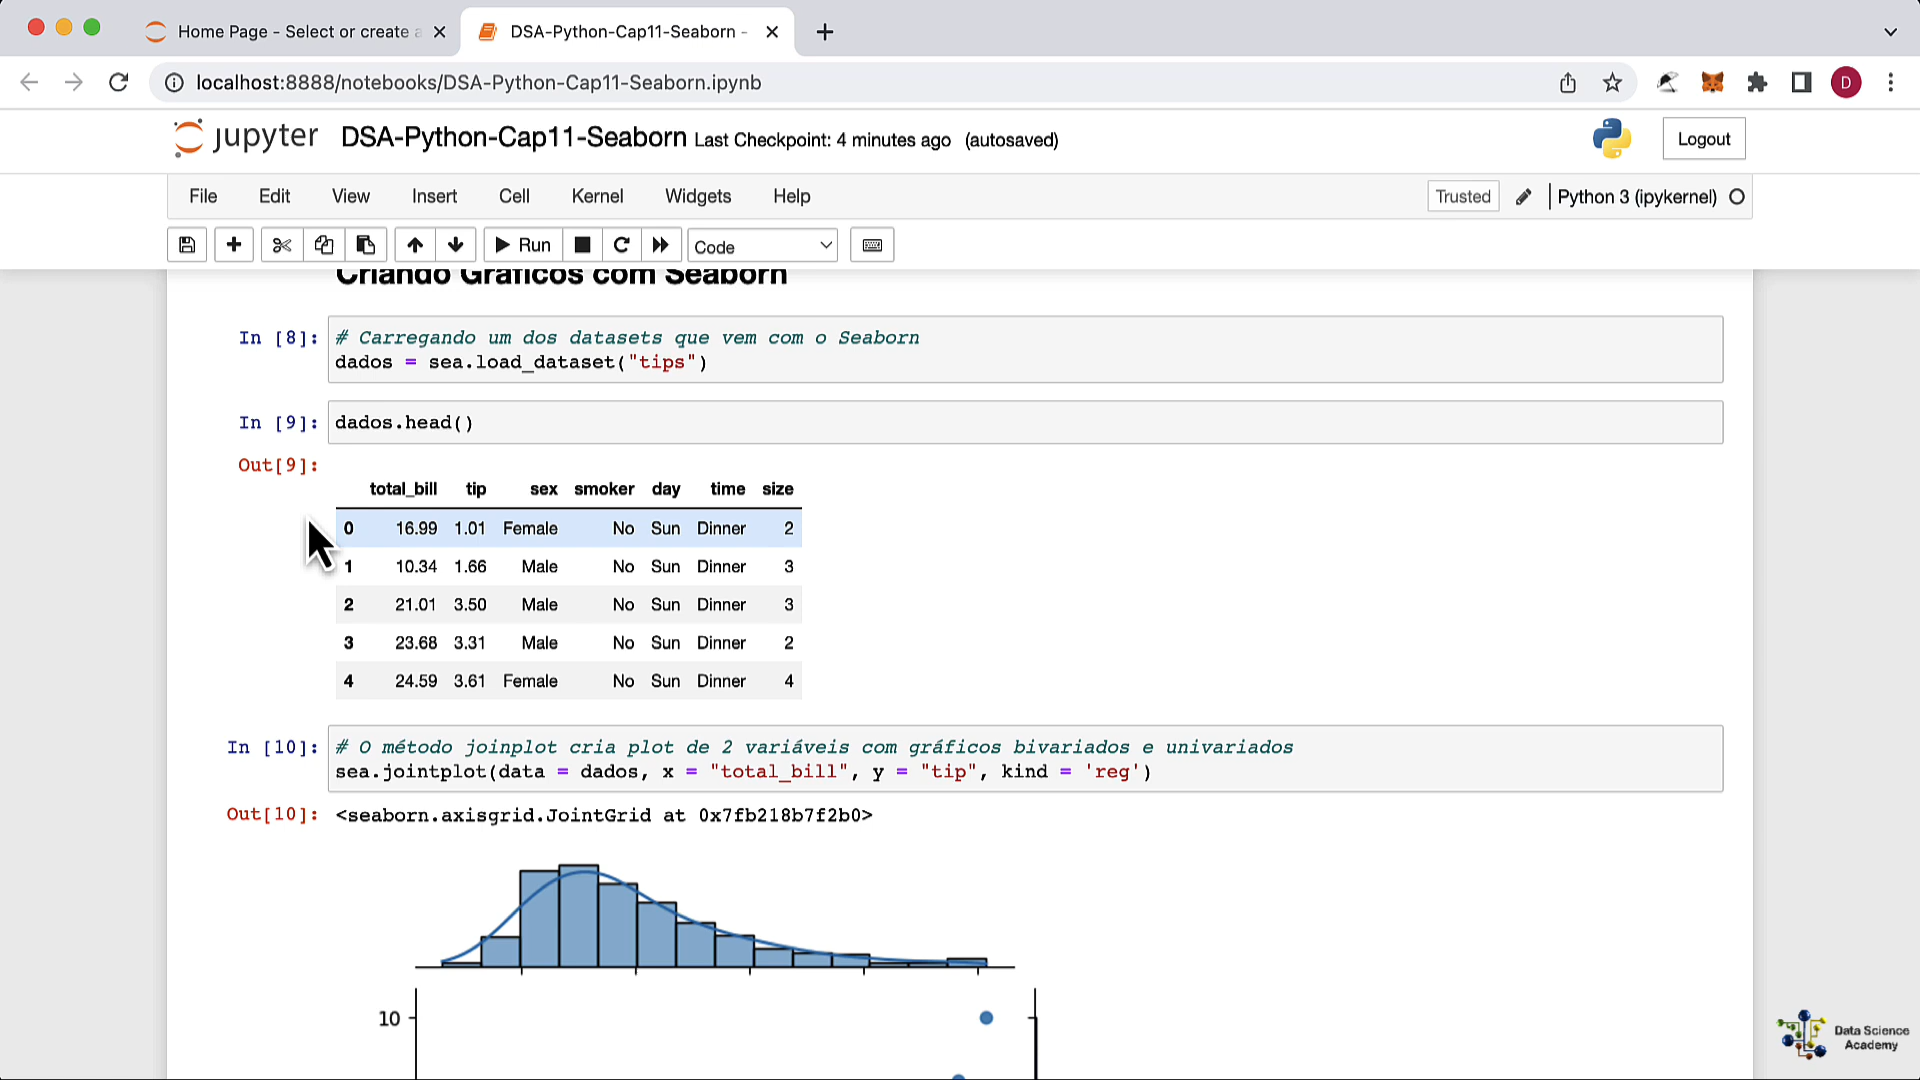 Home Page - Select or create a
DSA-Python-Cap11-Seaborn -
localhost:8888/notebooks/DSA-Python-Cap11-Seaborn.ipynb
D
jupyter DSA-Python-Cap11-Seaborn Last Checkpoint: 4 minutes ago (autosaved)
Logout
File Edit View Insert Cell Kernel Widgets Help
Trusted Python 3 (ipykernel)
Run Code
Criando Gráficos com Seaborn
In [8]: # Carregando um dos datasets que vem com o Seaborn
dados = sea.load_dataset("tips")
In [9]: dados.head()
Out[9]:
total_bill tip sex smoker day time size
0 16.99 1.01 Female No Sun Dinner 2
1 10.34 1.66 Male No Sun Dinner 3
2 21.01 3.50 Male No Sun Dinner 3
3 23.68 3.31 Male No Sun Dinner 2
4 24.59 3.61 Female No Sun Dinner 4
In [10]: # O método joinplot cria plot de 2 variáveis com gráficos bivariados e univariados
sea.jointplot(data = dados, x = "total_bill", y = "tip", kind = 'reg')
Out[10]: <seaborn.axisgrid.JointGrid at 0x7fb218b7f2b0>
10
Data Science
Academy